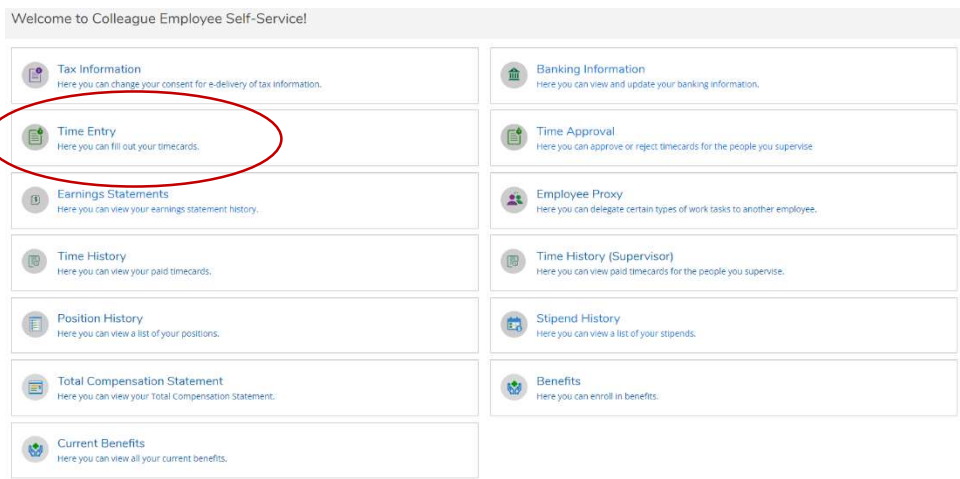 Welcome to Colleague Employee Self-Service!
Tax Information
Here you can change your consent for e-delivery of tax information.
Banking Information
Here you can view and update your banking information.
Time Entry
Here you can fill out your timecards.
Time Approval
Here you can approve or reject timecards for the people you supervise
Earnings Statements
Here you can view your earnings statement history.
Employee Proxy
Here you can delegate certain types of work tasks to another employee.
Time History
Here you can view your paid timecards.
Time History (Supervisor)
Here you can view paid timecards for the people you supervise.
Position History
Here you can view a list of your positions.
Stipend History
Here you can view a list of your stipends.
Total Compensation Statement
Here you can view your Total Compensation Statement.
Benefits
Here you can enroll in benefits.
Current Benefits
Here you can view all your current benefits.